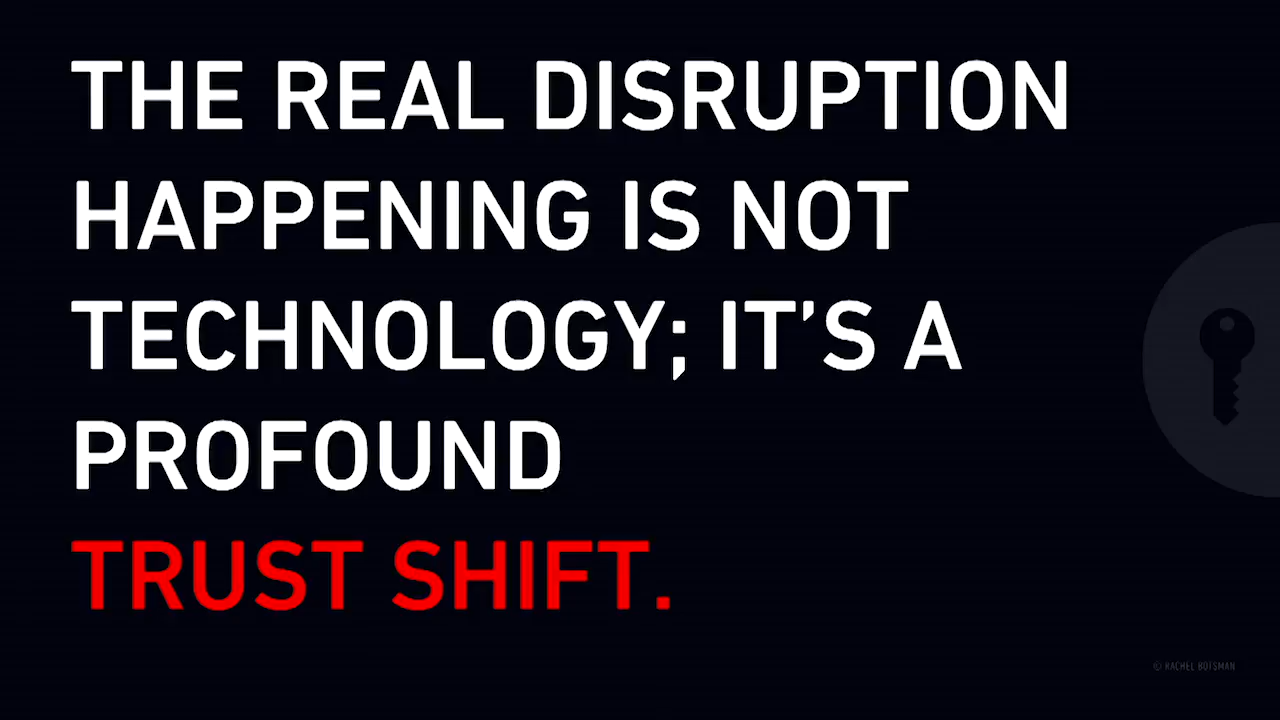 THE REAL DISRUPTION
HAPPENING IS NOT
TECHNOLOGY; IT’S A
PROFOUND
TRUST SHIFT.
© RACHEL BOTSMAN